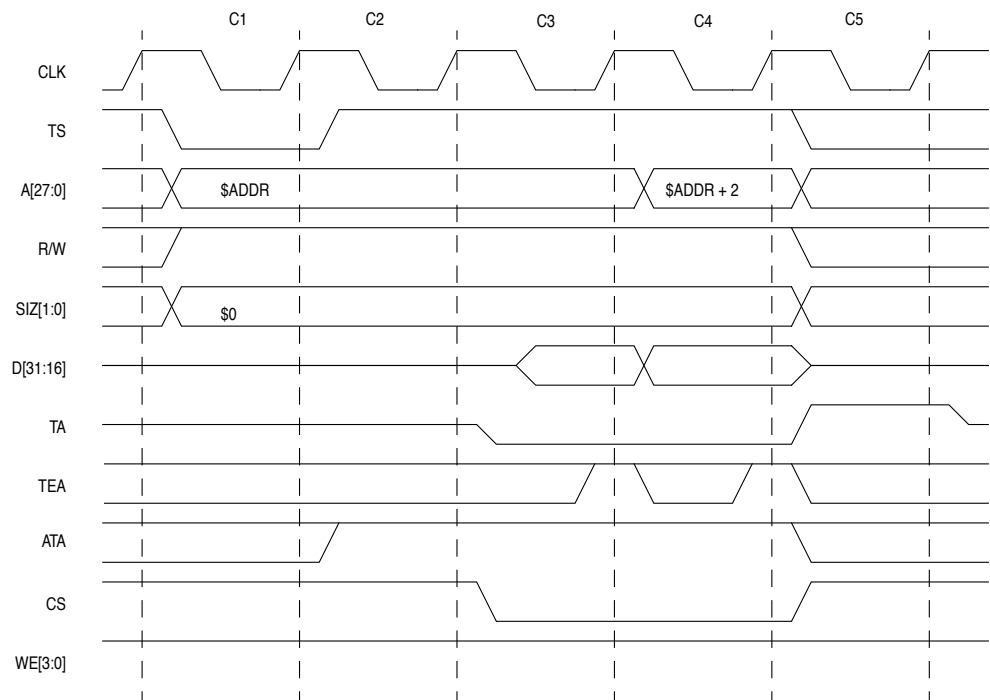 C1 C2 C3 C4 C5
CLK
TS
A[27:0] $ADDR $ADDR + 2
R/W
SIZ[1:0] $0
D[31:16]
TA
TEA
ATA
CS
WE[3:0]